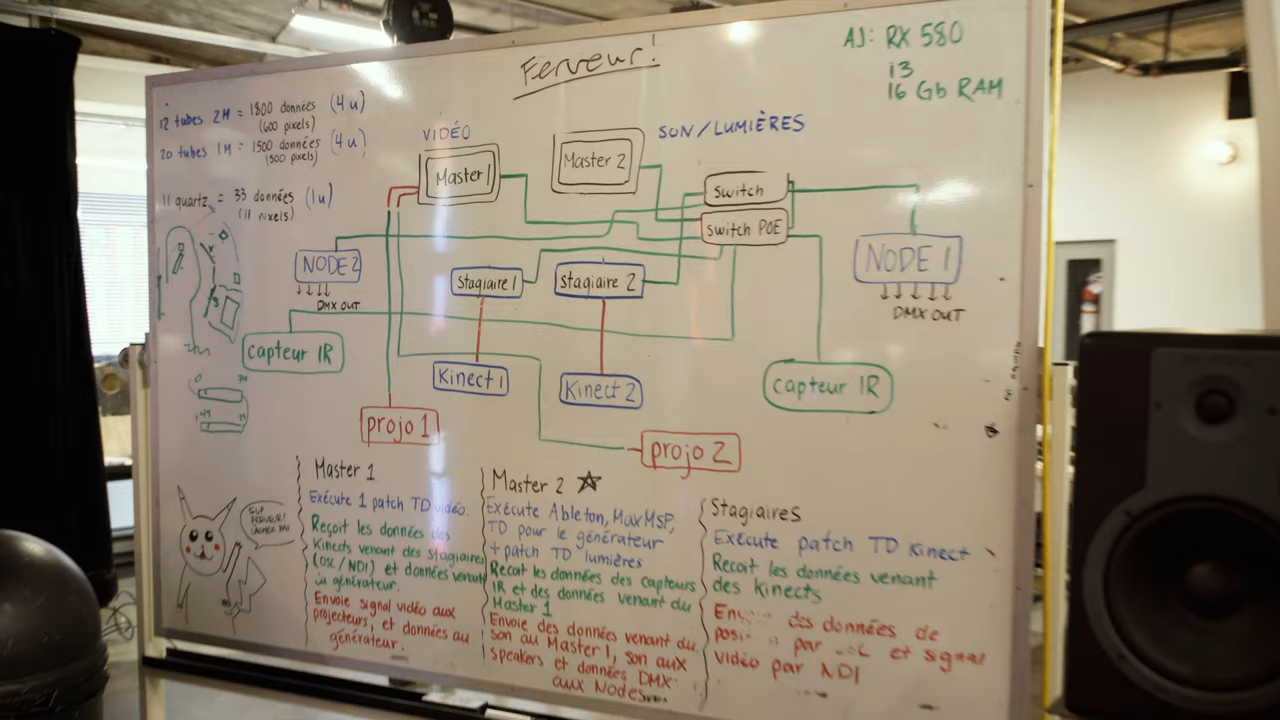 Ferveur!
AJ: RX 580
i3
16 Gb RAM
12 tubes 2M = 1800 données (4u)
(600 pixels)
20 tubes 1M = 1500 données (4u)
(500 pixels)
11 quartz = 33 données (1u)
(11 pixels)
VIDÉO
SON/LUMIÈRES
Master 1
Master 2
Switch
Switch POE
NODE 2
DMX OUT
NODE 1
DMX OUT
Stagiaire 1
Stagiaire 2
capteur IR
Kinect 1
Kinect 2
capteur IR
projo 1
projo 2
Master 1
Exécute 1 patch TD vidéo.
Reçoit les données des
Kinects venant des stagiaires
(OSC/NDI) et données venant
générateur.
Envoie signal vidéo aux
projecteurs, et données au
générateur.
Master 2
Exécute Ableton, MaxMSP,
TD pour le générateur
+ patch TD lumières
Recoit les données des capteurs
IR et des données venant du
Master 1
Envoie des données venant du
son au Master 1, son aux
speakers et données DMX
aux Nodes...
Stagiaires
Exécute patch TD Kinect
Recoit les données venant
des kinects
des données de
par et signal
vidéo par NDI
FERVEUR!